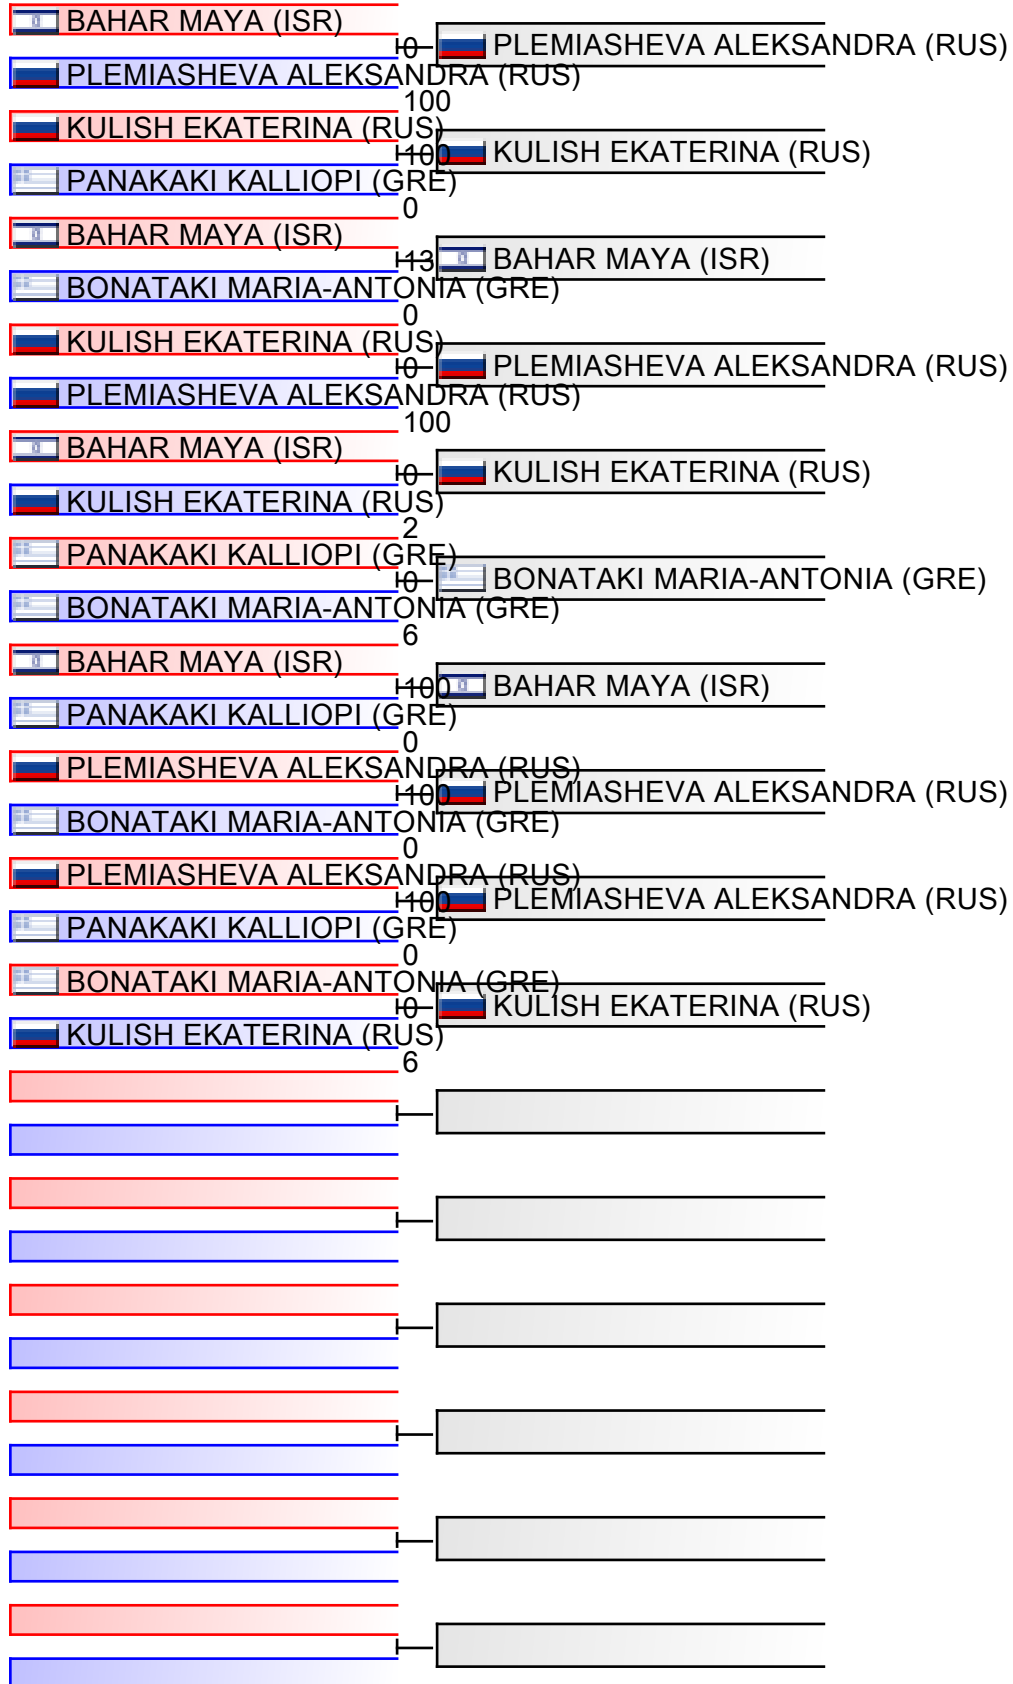 BAHAR MAYA (ISR)
0
PLEMIASHEVA ALEKSANDRA (RUS)
PLEMIASHEVA ALEKSANDRA (RUS)
100
KULISH EKATERINA (RUS)
100
KULISH EKATERINA (RUS)
PANAKAKI KALLIOPI (GRE)
0
BAHAR MAYA (ISR)
13
BAHAR MAYA (ISR)
BONATAKI MARIA-ANTONIA (GRE)
0
KULISH EKATERINA (RUS)
0
PLEMIASHEVA ALEKSANDRA (RUS)
PLEMIASHEVA ALEKSANDRA (RUS)
100
BAHAR MAYA (ISR)
0
KULISH EKATERINA (RUS)
KULISH EKATERINA (RUS)
2
PANAKAKI KALLIOPI (GRE)
0
BONATAKI MARIA-ANTONIA (GRE)
BONATAKI MARIA-ANTONIA (GRE)
6
BAHAR MAYA (ISR)
100
BAHAR MAYA (ISR)
PANAKAKI KALLIOPI (GRE)
0
PLEMIASHEVA ALEKSANDRA (RUS)
100
PLEMIASHEVA ALEKSANDRA (RUS)
BONATAKI MARIA-ANTONIA (GRE)
0
PLEMIASHEVA ALEKSANDRA (RUS)
100
PLEMIASHEVA ALEKSANDRA (RUS)
PANAKAKI KALLIOPI (GRE)
0
BONATAKI MARIA-ANTONIA (GRE)
0
KULISH EKATERINA (RUS)
KULISH EKATERINA (RUS)
6